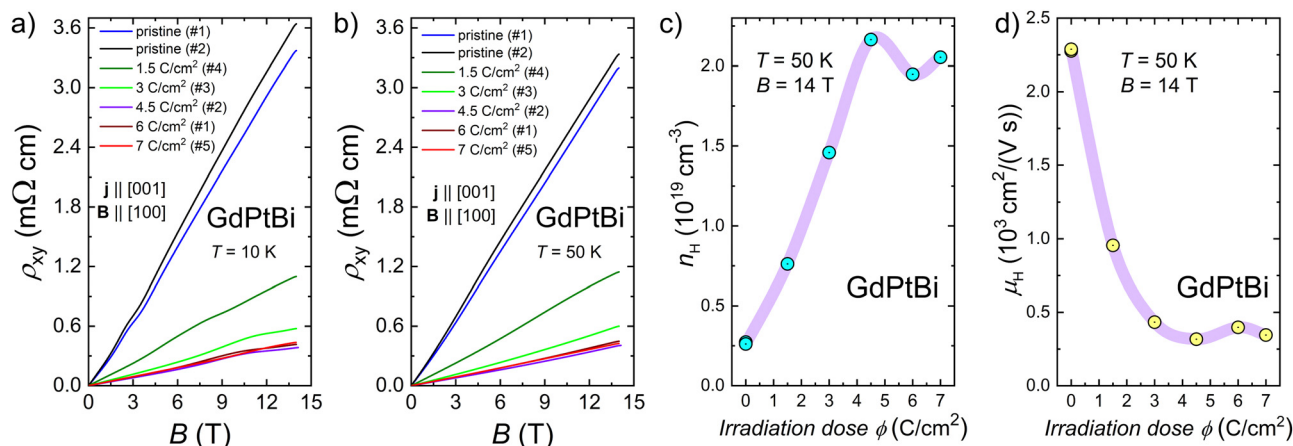 a)
3.6
3.0
2.4
1.8
1.2
0.6
0.0
ρxy (mΩ cm)
pristine (#1)
pristine (#2)
1.5 C/cm² (#4)
3 C/cm² (#3)
4.5 C/cm² (#2)
6 C/cm² (#1)
7 C/cm² (#5)
j || [001]
B || [100]
GdPtBi
T = 10 K
0 3 6 9 12 15
B (T)
b)
3.6
3.0
2.4
1.8
1.2
0.6
0.0
ρxy (mΩ cm)
pristine (#1)
pristine (#2)
1.5 C/cm² (#4)
3 C/cm² (#3)
4.5 C/cm² (#2)
6 C/cm² (#1)
7 C/cm² (#5)
j || [001]
B || [100]
GdPtBi
T = 50 K
0 3 6 9 12 15
B (T)
c)
2.0
1.5
1.0
0.5
0.0
nH (10¹⁹ cm⁻³)
T = 50 K
B = 14 T
GdPtBi
0 1 2 3 4 5 6 7
Irradiation dose ϕ (C/cm²)
d)
2.5
2.0
1.5
1.0
0.5
0.0
μH (10³ cm²/(V s))
T = 50 K
B = 14 T
GdPtBi
0 1 2 3 4 5 6 7
Irradiation dose ϕ (C/cm²)